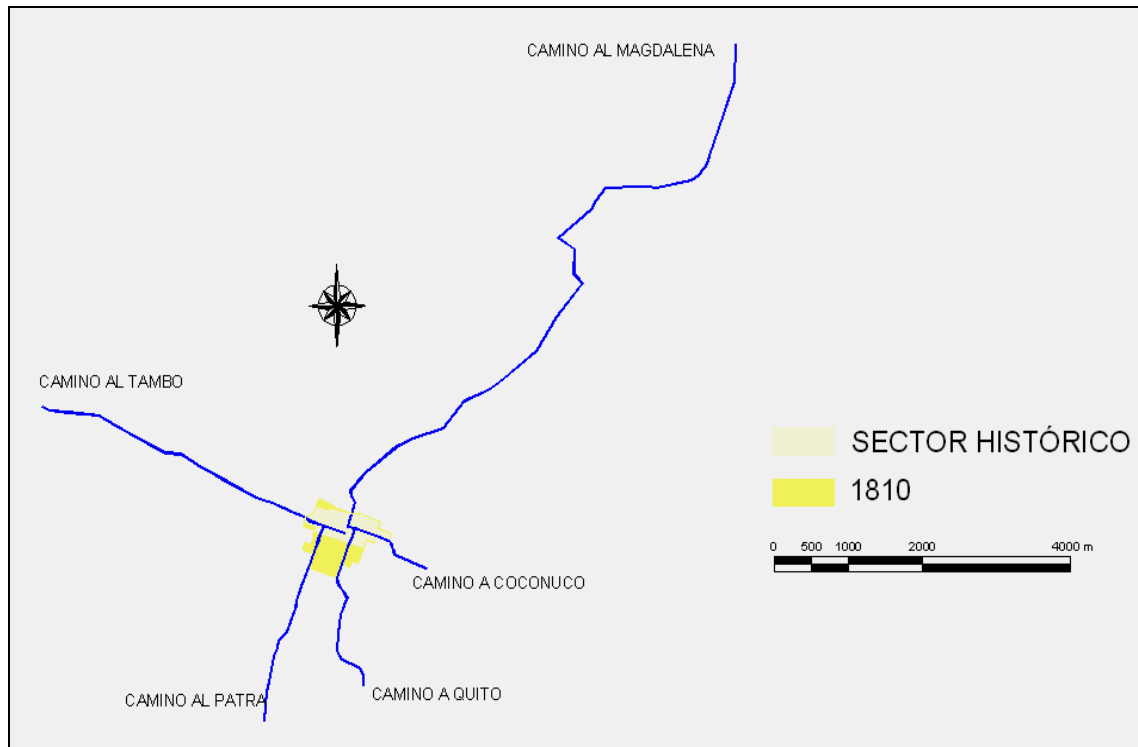 CAMINO AL MAGDALENA
CAMINO AL TAMBO
SECTOR HISTÓRICO
1810
0 500 1000 2000 4000 m
CAMINO A COCONUCO
CAMINO A QUITO
CAMINO AL PATRA